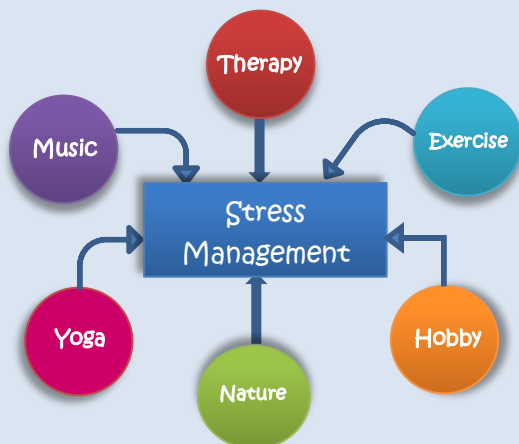 Therapy
Music
Exercise
Stress
Management
Yoga
Hobby
Nature